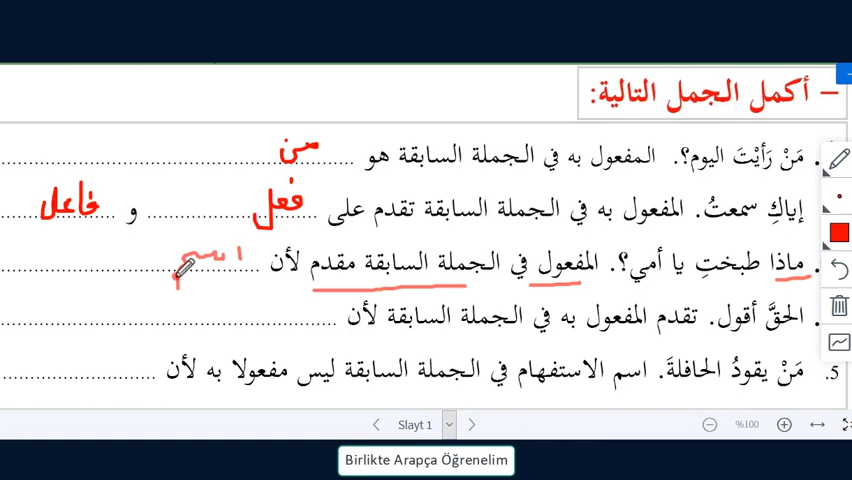 – أكمل الجمل التالية:
. مَنْ رَأيْتَ اليوم؟. المفعول به في الجملة السابقة هو ........ من ........
إياكِ سمعتُ. المفعول به في الجملة السابقة تقدم على ........ فعل ........ و ........ فاعل ........
. ماذا طبختِ يا أمي؟. المفعول في الجملة السابقة مقدم لأن ........ اسم ........
. الحقَّ أقول. تقدم المفعول به في الجملة السابقة لأن ........
5. مَنْ يقودُ الحافلةَ. اسم الاستفهام في الجملة السابقة ليس مفعولا به لأن ........
Slayt 1
%100
Birlikte Arapça Öğrenelim